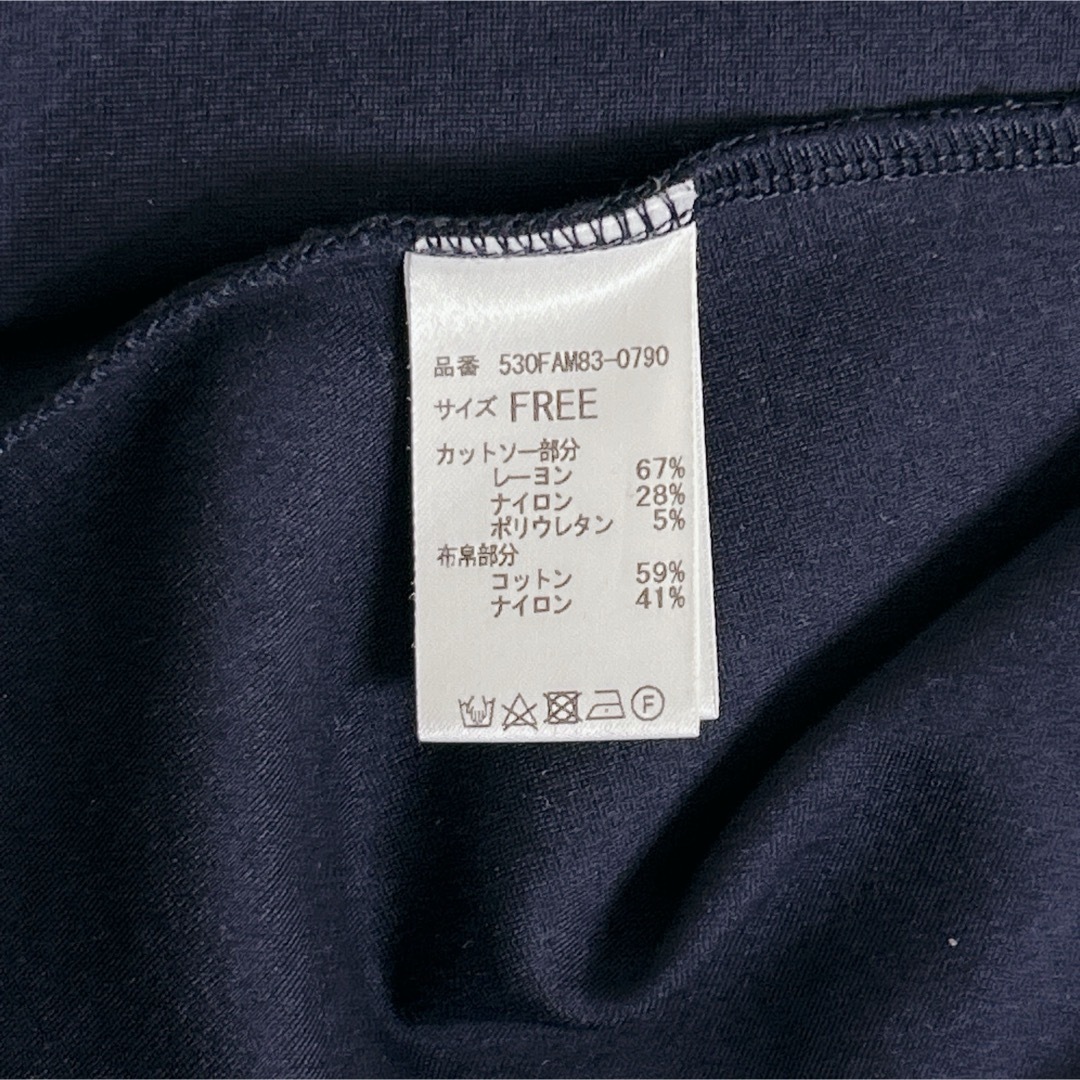 品番 530FAM83-0790
サイズ FREE
カットソー部分
レーヨン 67%
ナイロン 28%
ポリウレタン 5%
布帛部分
コットン 59%
ナイロン 41%
F